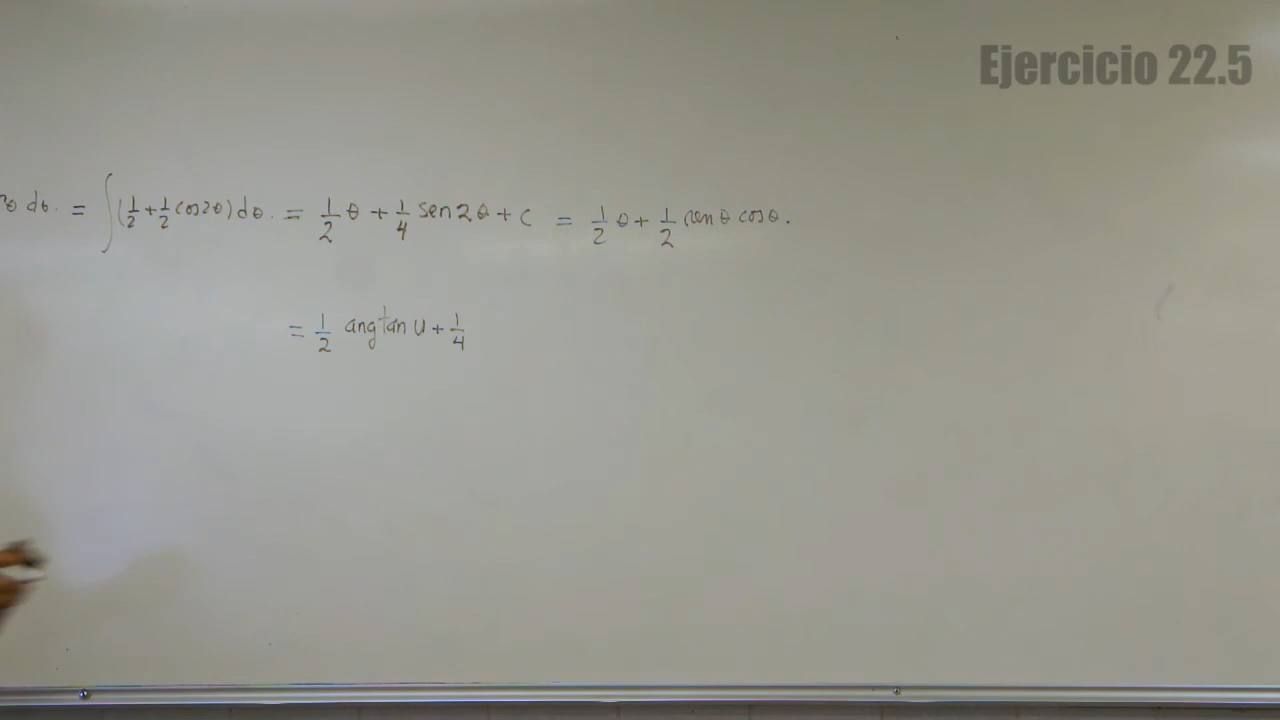 Ejercicio 22.5
θ dθ. = ∫(1/2 + 1/2 cos2θ) dθ. = 1/2 θ + 1/4 sen2θ + C = 1/2 θ + 1/2 senθ cosθ.
= 1/2 angtan u + 1/4